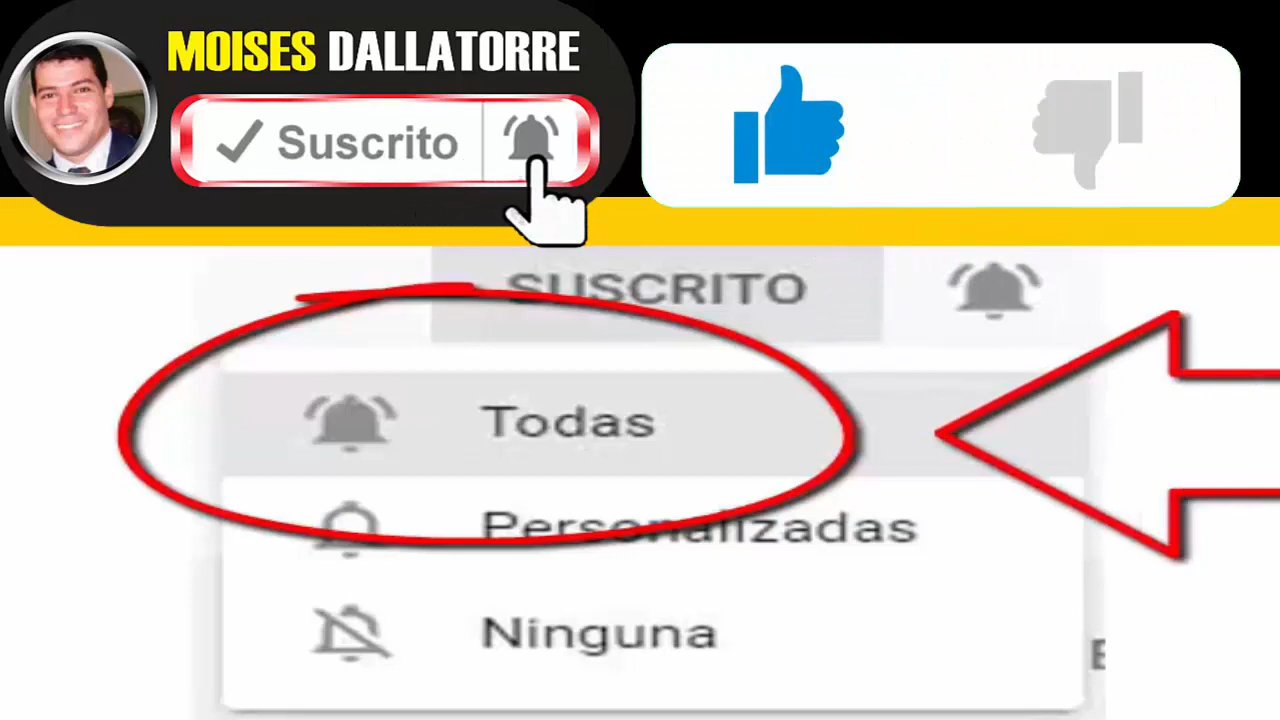 MOISES DALLATORRE
Suscrito
SUSCRITO
Todas
Personalizadas
Ninguna